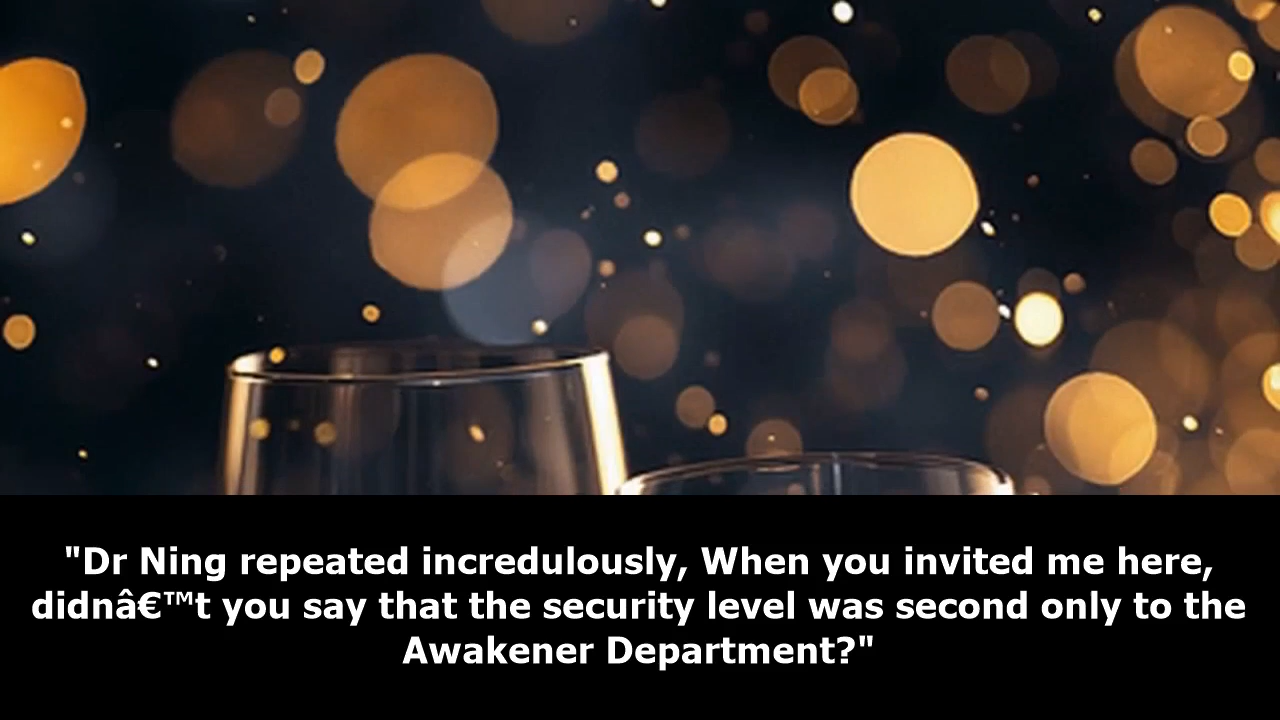 "Dr Ning repeated incredulously, When you invited me here,
didnâ€™t you say that the security level was second only to the
Awakener Department?"